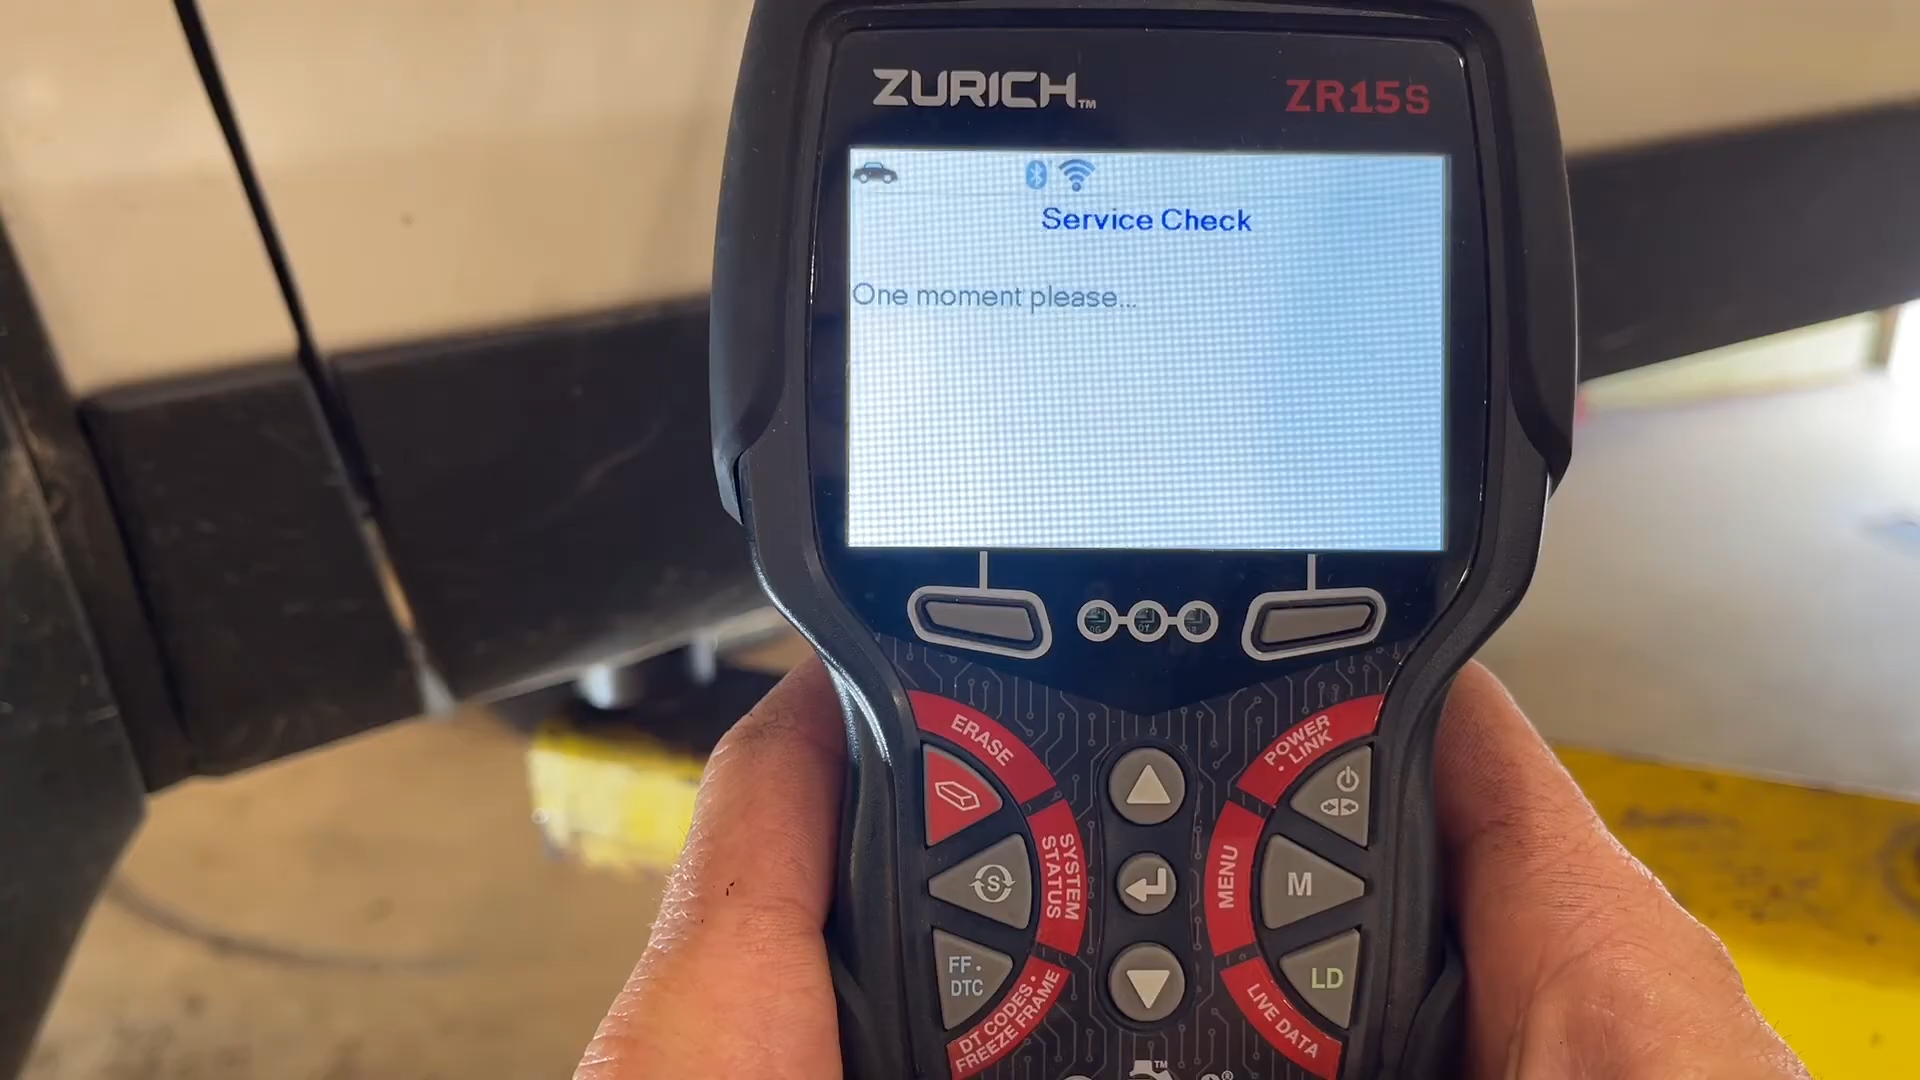 ZURICH™
ZR15S
Service Check
One moment please...
ERASE
POWER
• LINK
SYSTEM
STATUS
S
MENU
M
FF •
DTC
DT CODES •
FREEZE FRAME
LD
LIVE DATA